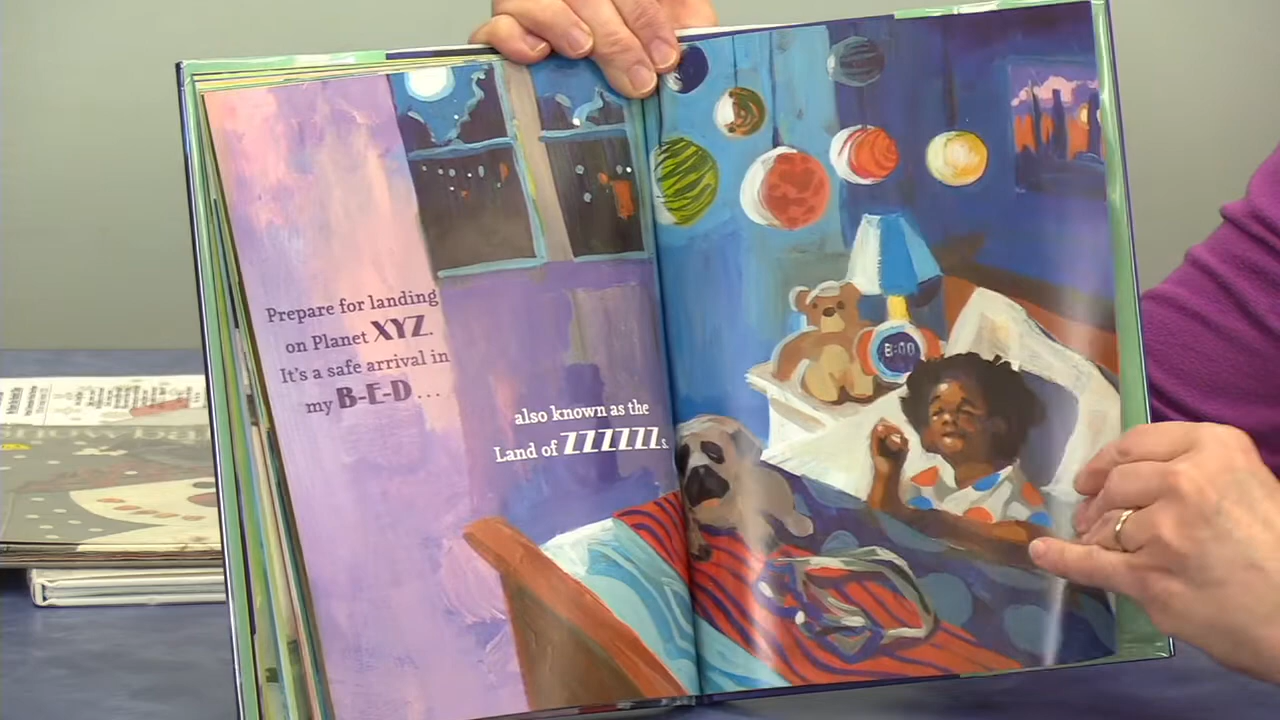 Prepare for landing
on Planet XYZ.
It's a safe arrival in
my B-E-D...
also known as the
Land of ZZZZZZs.
8:00